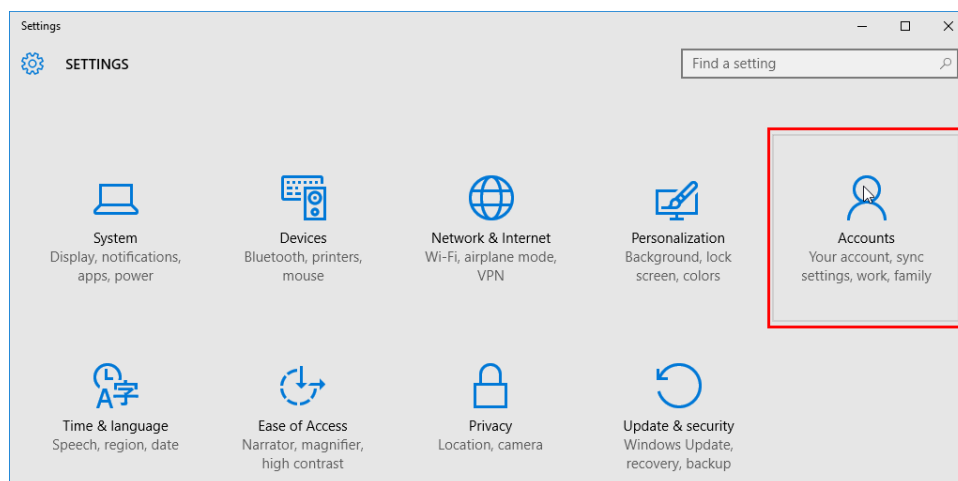 Settings
SETTINGS
Find a setting
System
Display, notifications,
apps, power
Devices
Bluetooth, printers,
mouse
Network & Internet
Wi-Fi, airplane mode,
VPN
Personalization
Background, lock
screen, colors
Accounts
Your account, sync
settings, work, family
A字
Time & language
Speech, region, date
Ease of Access
Narrator, magnifier,
high contrast
Privacy
Location, camera
Update & security
Windows Update,
recovery, backup